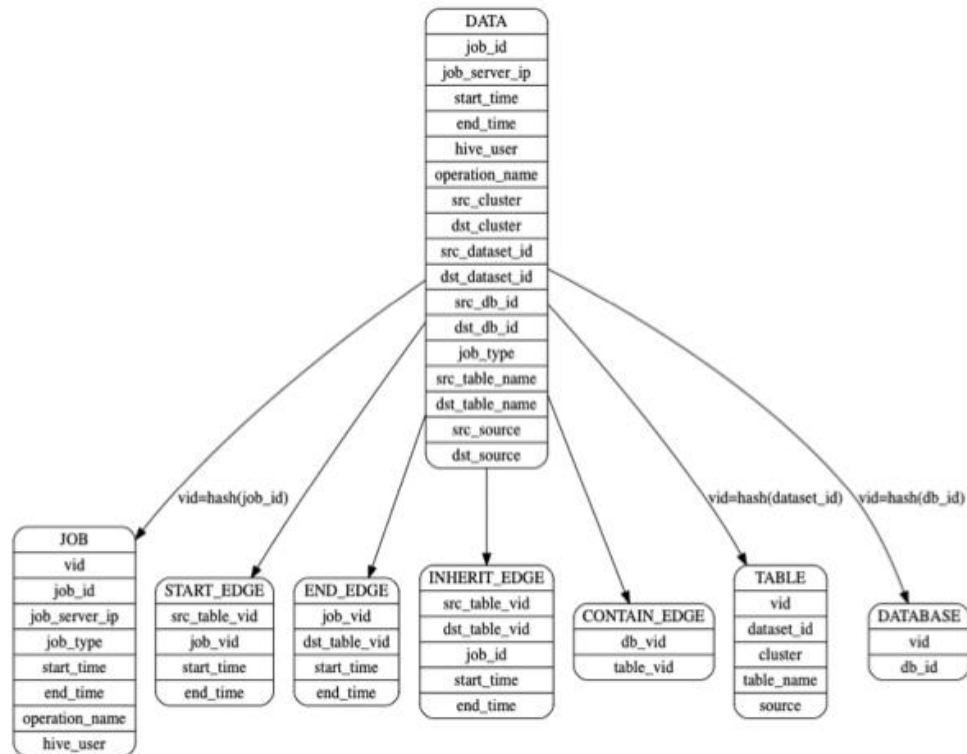 DATA
job_id
job_server_ip
start_time
end_time
hive_user
operation_name
src_cluster
dst_cluster
src_dataset_id
dst_dataset_id
src_db_id
dst_db_id
job_type
src_table_name
dst_table_name
src_source
dst_source
vid=hash(job_id)
vid=hash(dataset_id)
vid=hash(db_id)
JOB
vid
job_id
job_server_ip
job_type
start_time
end_time
operation_name
hive_user
START_EDGE
src_table_vid
job_vid
start_time
end_time
END_EDGE
job_vid
dst_table_vid
start_time
end_time
INHERIT_EDGE
src_table_vid
dst_table_vid
job_id
start_time
end_time
CONTAIN_EDGE
db_vid
table_vid
TABLE
vid
dataset_id
cluster
table_name
source
DATABASE
vid
db_id